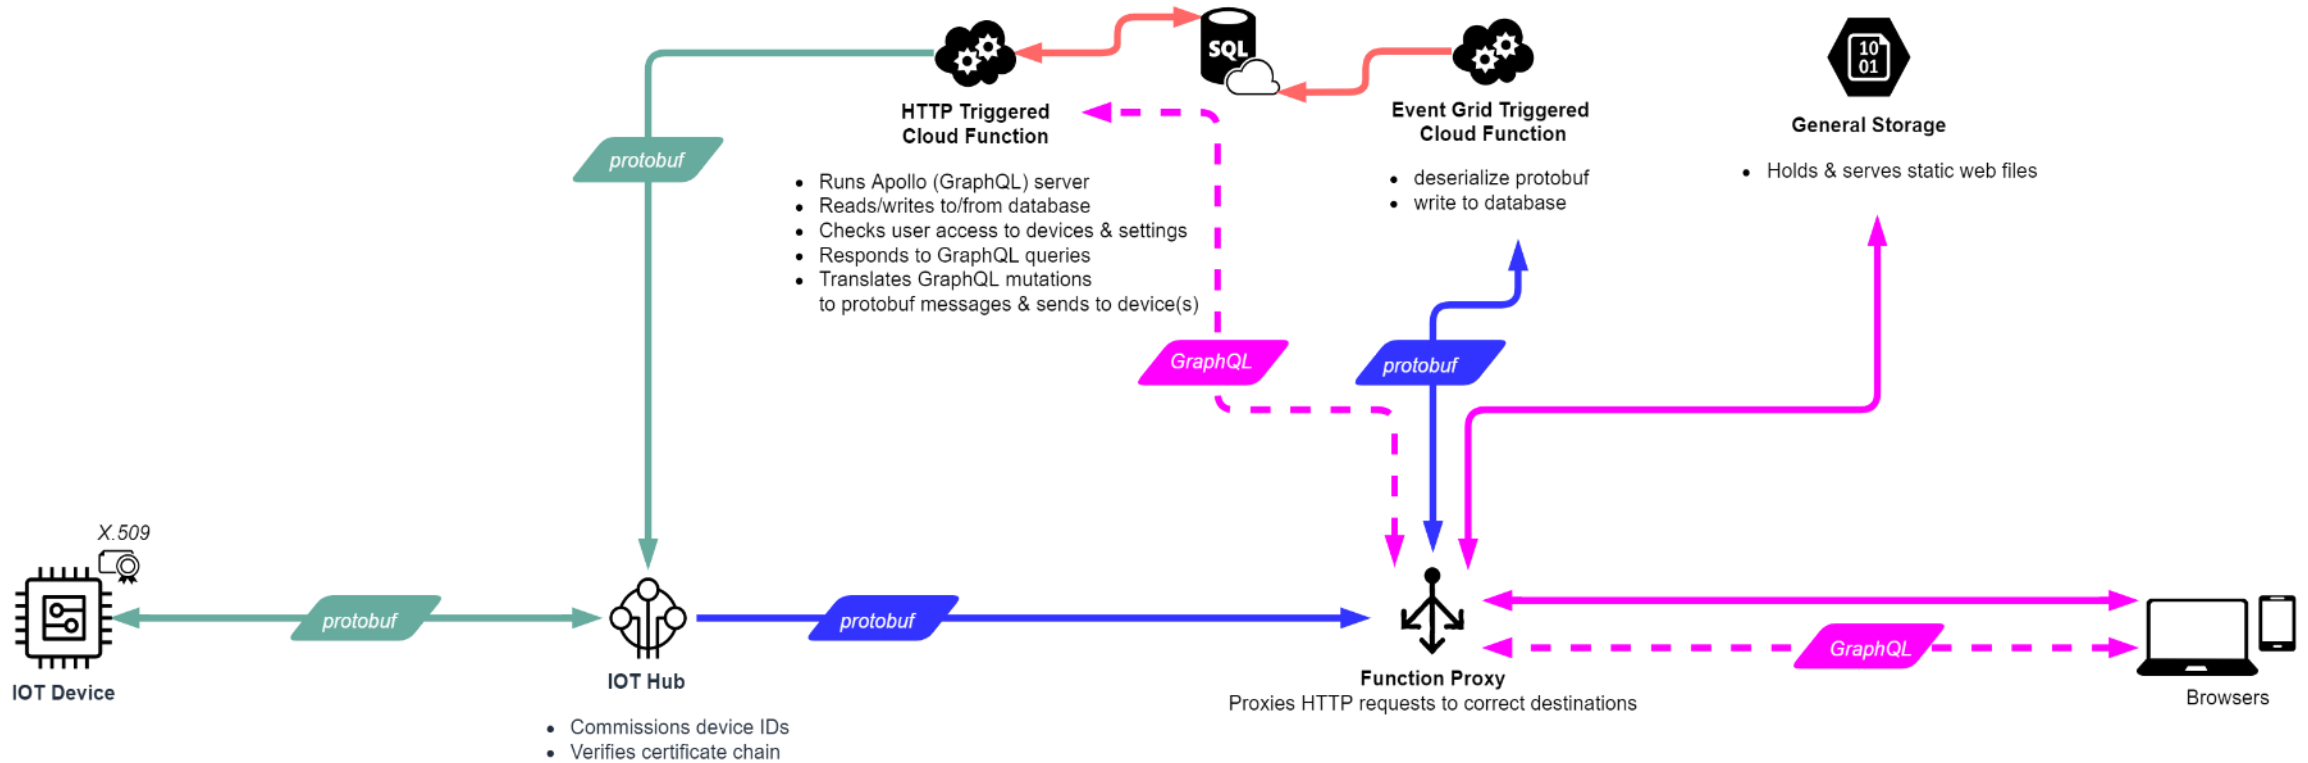 SQL
10
01
HTTP Triggered
Cloud Function
Event Grid Triggered
Cloud Function
General Storage
protobuf
• Runs Apollo (GraphQL) server
• Reads/writes to/from database
• Checks user access to devices & settings
• Responds to GraphQL queries
• Translates GraphQL mutations
to protobuf messages & sends to device(s)
• deserialize protobuf
• write to database
• Holds & serves static web files
GraphQL
protobuf
X.509
protobuf
protobuf
GraphQL
IOT Device
IOT Hub
• Commissions device IDs
• Verifies certificate chain
Function Proxy
Proxies HTTP requests to correct destinations
Browsers